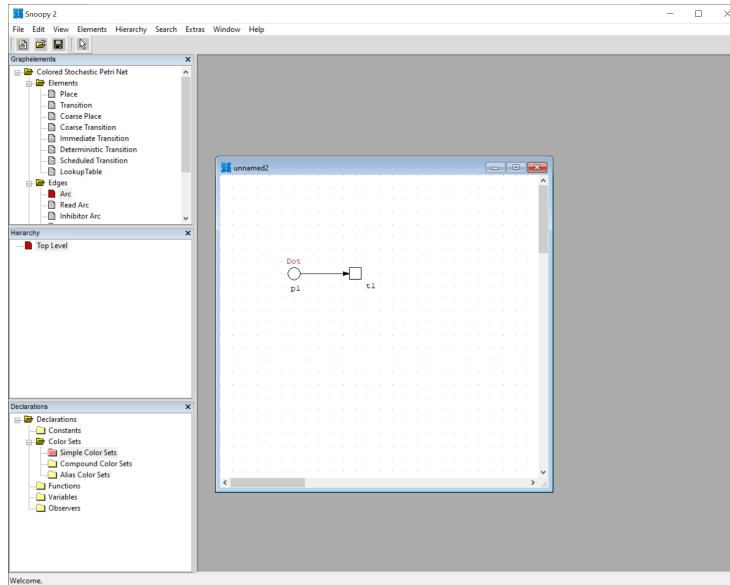 Snoopy 2
File Edit View Elements Hierarchy Search Extras Window Help
Graphelements
Colored Stochastic Petri Net
Elements
Place
Transition
Coarse Place
Coarse Transition
Immediate Transition
Deterministic Transition
Scheduled Transition
LookupTable
Edges
Arc
Read Arc
Inhibitor Arc
Hierarchy
Top Level
Declarations
Declarations
Constants
Color Sets
Simple Color Sets
Compound Color Sets
Alias Color Sets
Functions
Variables
Observers
unnamed2
Dot
p1
t1
Welcome.